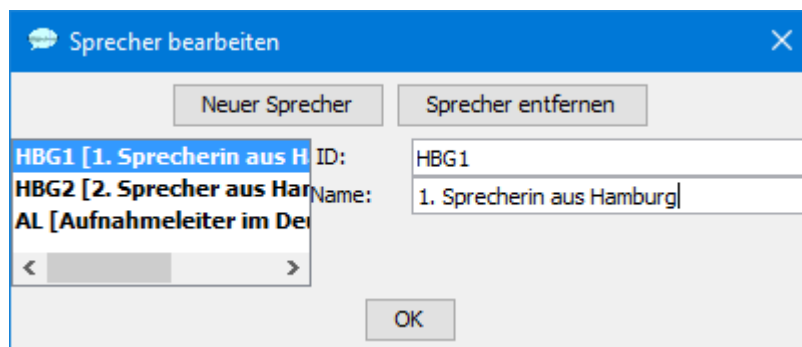 Sprecher bearbeiten
Neuer Sprecher Sprecher entfernen
HBG1 [1. Sprecherin aus H
HBG2 [2. Sprecher aus Har
AL [Aufnahmeleiter im De
ID: HBG1
Name: 1. Sprecherin aus Hamburg
OK